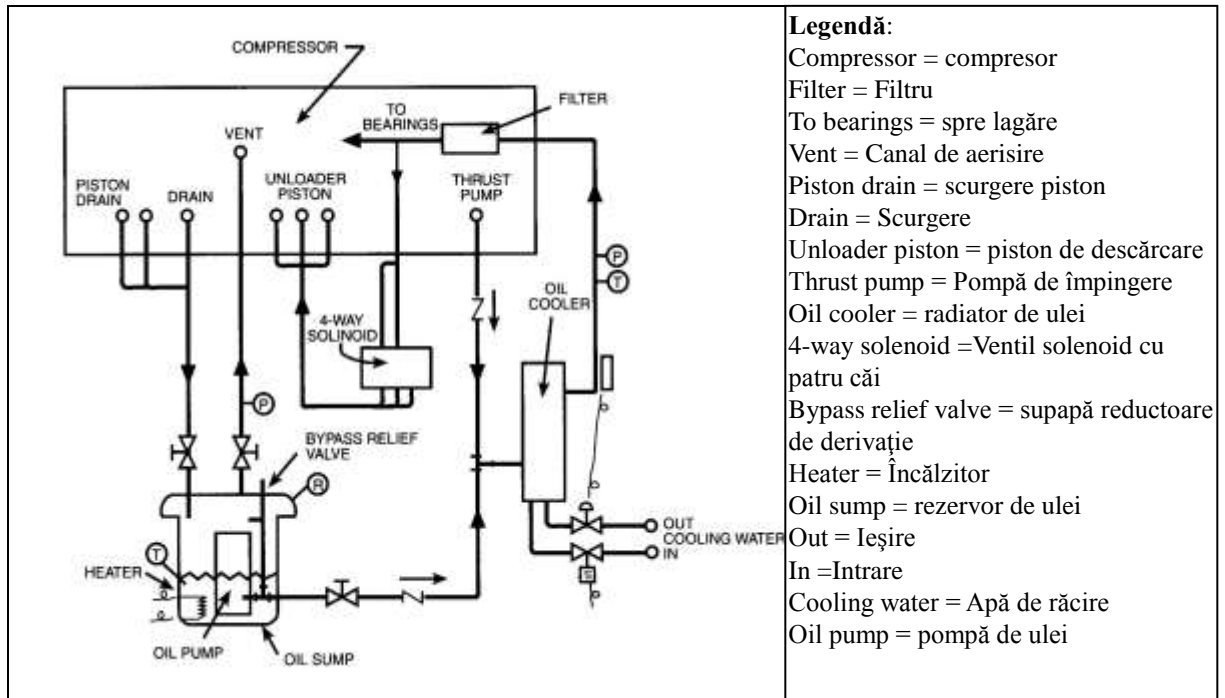 COMPRESSOR
FILTER
TO
BEARINGS
VENT
PISTON
DRAIN
DRAIN
UNLOADER
PISTON
THRUST
PUMP
P
T
OIL
COOLER
4-WAY
SOLINOID
P
BYPASS RELIEF
VALVE
R
OUT
COOLING WATER
IN
T
HEATER
S
OIL PUMP
OIL SUMP
Legendă:
Compressor = compresor
Filter = Filtru
To bearings = spre lagăre
Vent = Canal de aerisire
Piston drain = scurgere piston
Drain = Scurgere
Unloader piston = piston de descărcare
Thrust pump = Pompă de împingere
Oil cooler = radiator de ulei
4-way solenoid =Ventil solenoid cu
patru căi
Bypass relief valve = supapă reductoare
de derivaţie
Heater = Încălzitor
Oil sump = rezervor de ulei
Out = Ieşire
In =Intrare
Cooling water = Apă de răcire
Oil pump = pompă de ulei